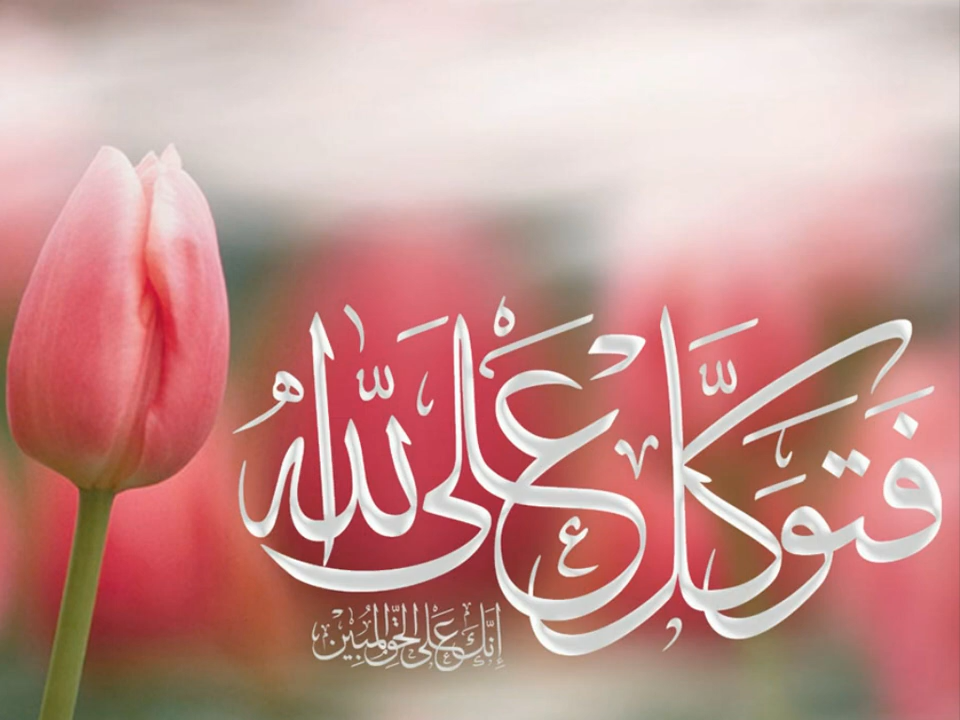 فَتَوَكَّلْ عَلَى اللَّهِ
إِنَّكَ عَلَى الْحَقِّ الْمُبِينِ